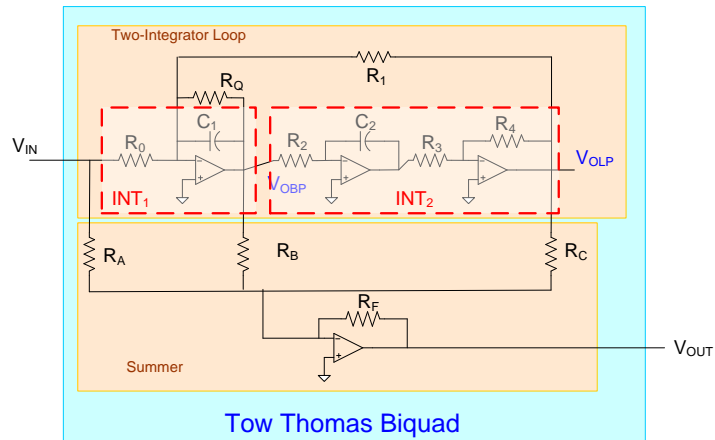 Two-Integrator Loop
R1
RQ
C1
C2
R0
R2
R3
R4
VIN
VOLP
VOBP
INT1
INT2
RA
RB
RC
RF
VOUT
Summer
Tow Thomas Biquad